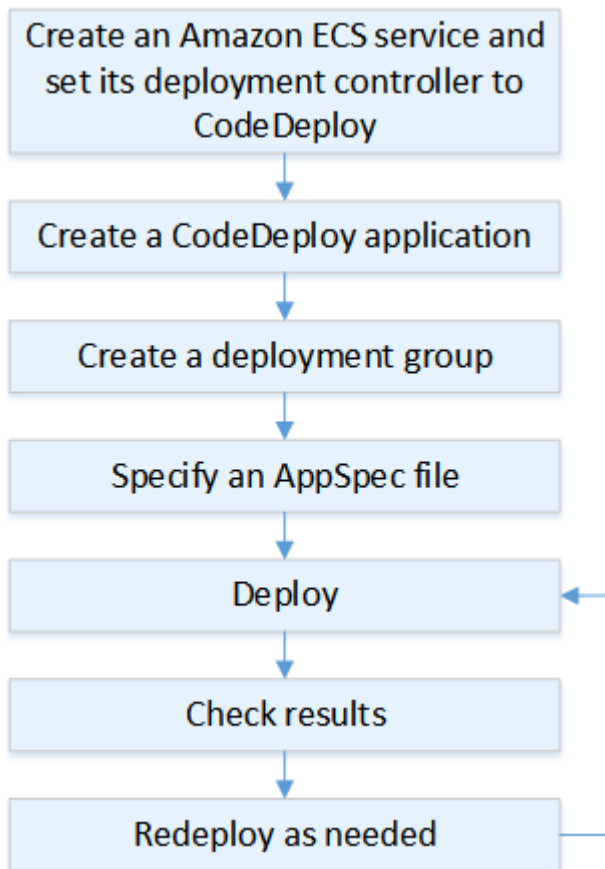 Create an Amazon ECS service and
set its deployment controller to
CodeDeploy
Create a CodeDeploy application
Create a deployment group
Specify an AppSpec file
Deploy
Check results
Redeploy as needed